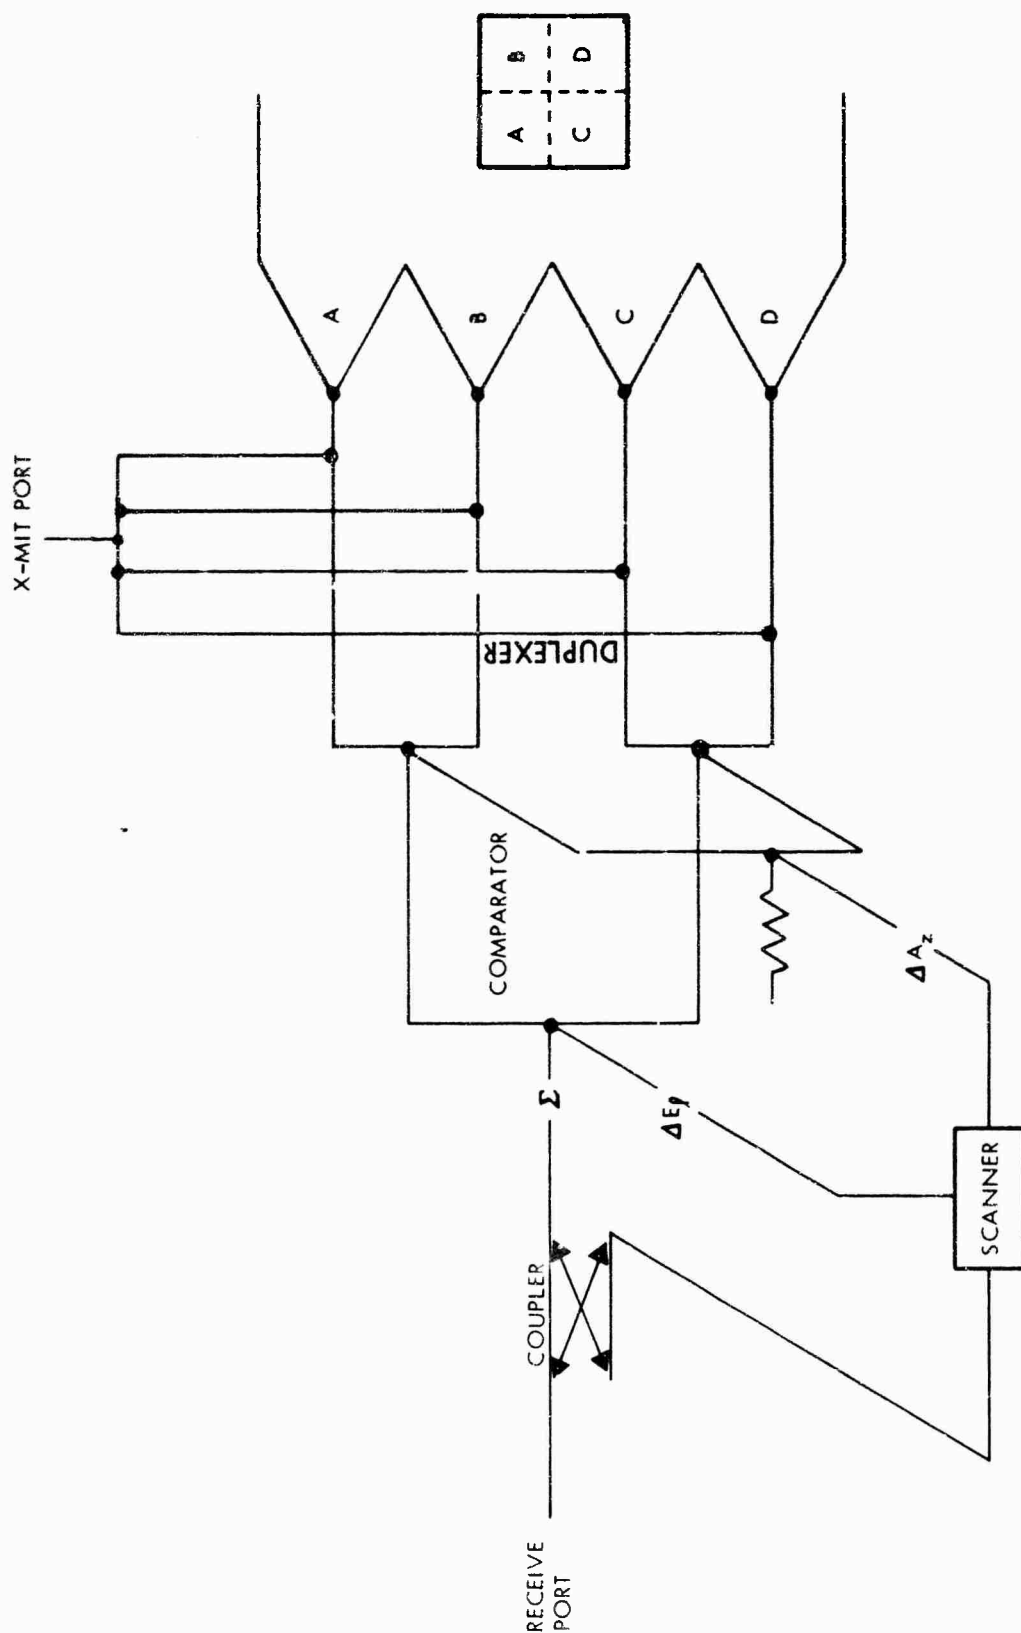 X-MIT PORT
A
B
C
D
A B
C D
DUPLEXER
COMPARATOR
Σ
ΔEℓ
ΔAz
COUPLER
SCANNER
RECEIVE
PORT